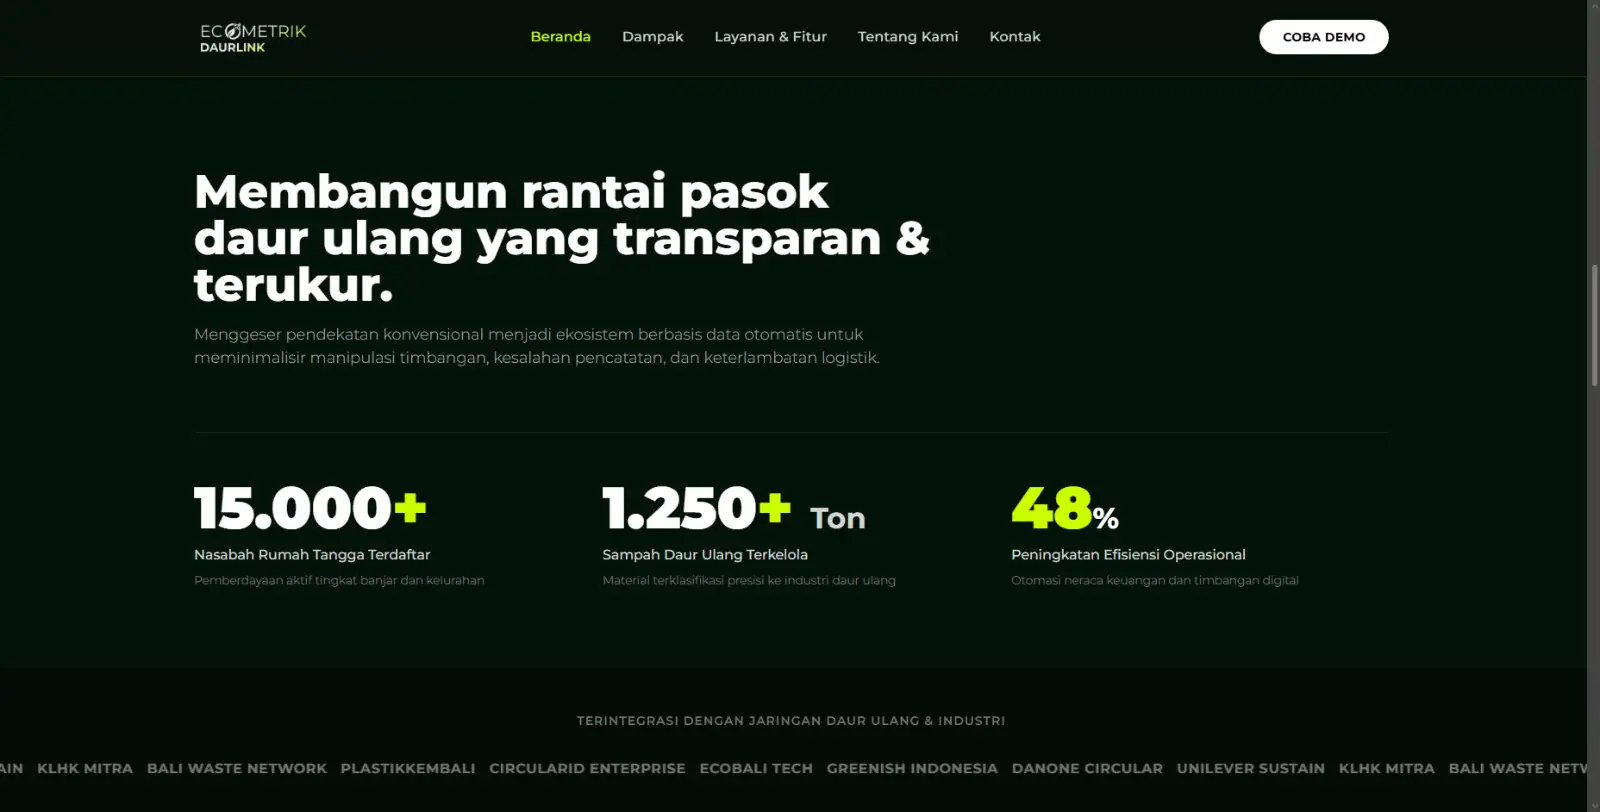 ECOMETRIK
DAURLINK
Beranda
Dampak
Layanan & Fitur
Tentang Kami
Kontak
COBA DEMO
Membangun rantai pasok
daur ulang yang transparan &
terukur.
Menggeser pendekatan konvensional menjadi ekosistem berbasis data otomatis untuk
meminimalisir manipulasi timbangan, kesalahan pencatatan, dan keterlambatan logistik.
15.000+
Nasabah Rumah Tangga Terdaftar
Pemberdayaan aktif tingkat banjar dan kelurahan
1.250+ Ton
Sampah Daur Ulang Terkelola
Material terklasifikasi presisi ke industri daur ulang
48%
Peningkatan Efisiensi Operasional
Otomasi neraca keuangan dan timbangan digital
TERINTEGRASI DENGAN JARINGAN DAUR ULANG & INDUSTRI
AIN KLHK MITRA BALI WASTE NETWORK PLASTIKKEMBALI CIRCULARID ENTERPRISE ECOBALI TECH GREENISH INDONESIA DANONE CIRCULAR UNILEVER SUSTAIN KLHK MITRA BALI WASTE NETW